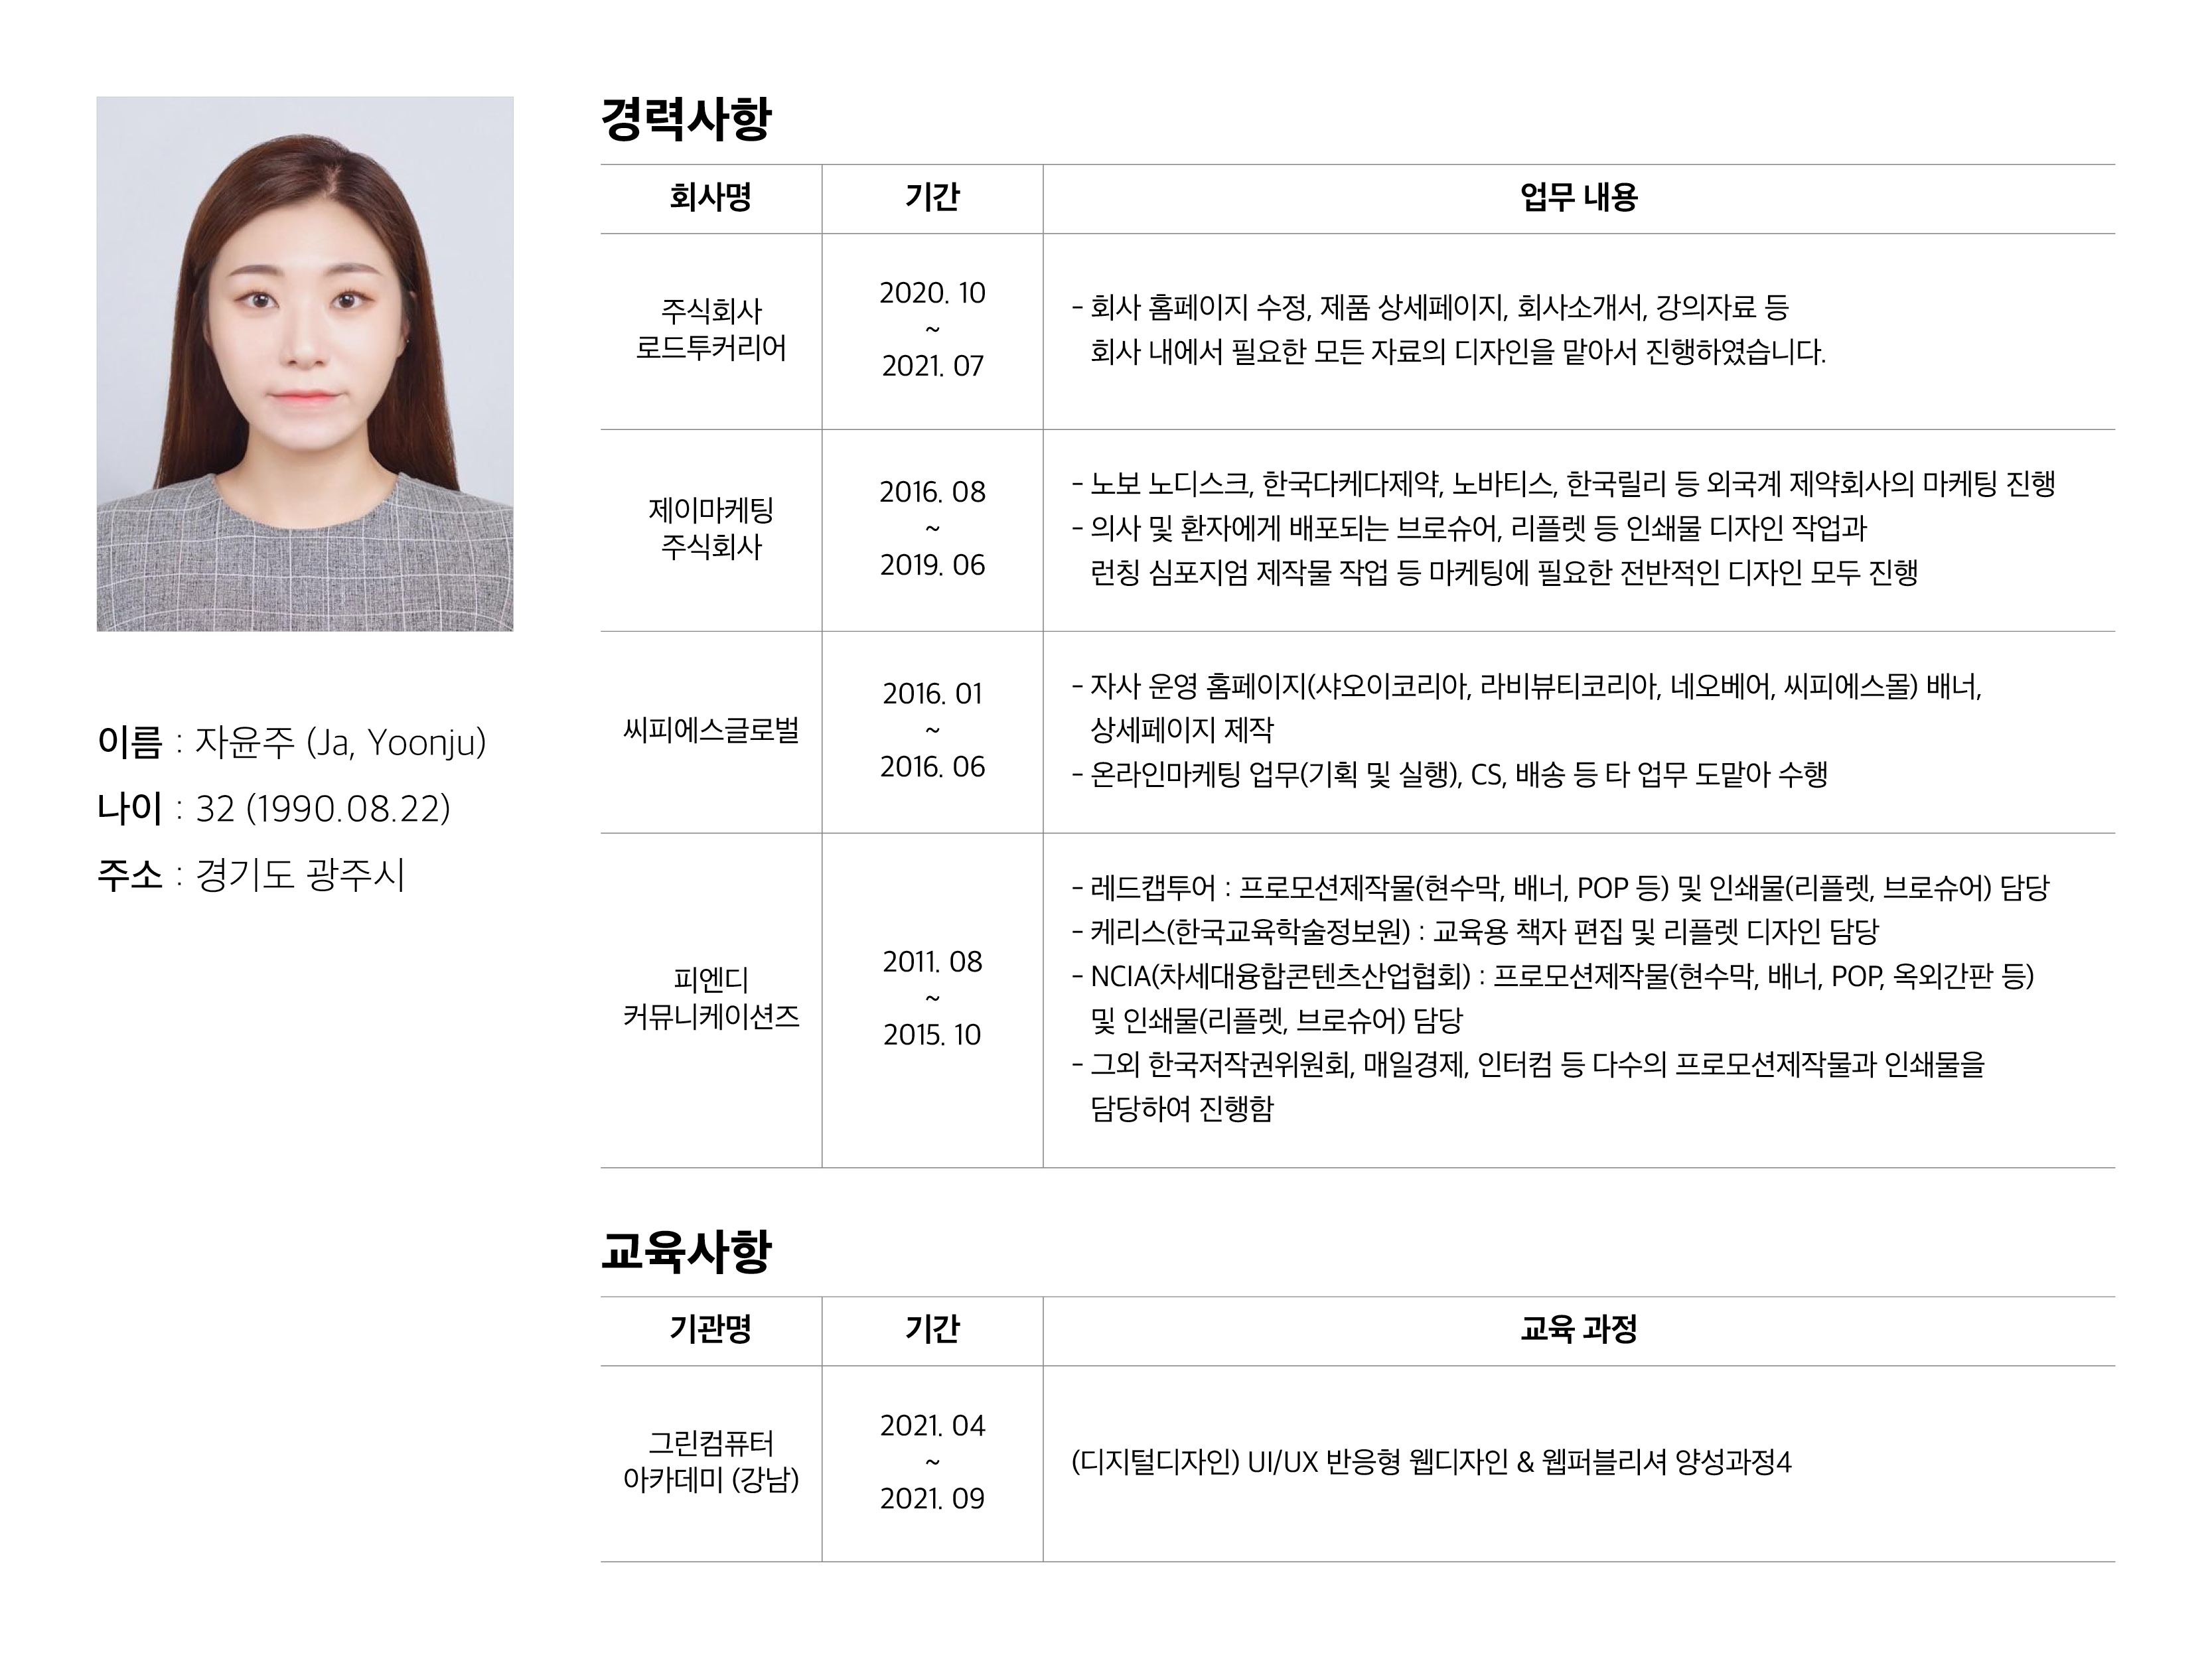 이름 : 자윤주 (Ja, Yoonju)
나이 : 32 (1990.08.22)
주소 : 경기도 광주시
경력사항
회사명 기간 업무 내용
주식회사
로드투커리어
2020. 10
~
2021. 07
- 회사 홈페이지 수정, 제품 상세페이지, 회사소개서, 강의자료 등
회사 내에서 필요한 모든 자료의 디자인을 맡아서 진행하였습니다.
제이마케팅
주식회사
2016. 08
~
2019. 06
- 노보 노디스크, 한국다케다제약, 노바티스, 한국릴리 등 외국계 제약회사의 마케팅 진행
- 의사 및 환자에게 배포되는 브로슈어, 리플렛 등 인쇄물 디자인 작업과
런칭 심포지엄 제작물 작업 등 마케팅에 필요한 전반적인 디자인 모두 진행
씨피에스글로벌
2016. 01
~
2016. 06
- 자사 운영 홈페이지(샤오이코리아, 라비뷰티코리아, 네오베어, 씨피에스몰) 배너,
상세페이지 제작
- 온라인마케팅 업무(기획 및 실행), CS, 배송 등 타 업무 도맡아 수행
피엔디
커뮤니케이션즈
2011. 08
~
2015. 10
- 레드캡투어 : 프로모션제작물(현수막, 배너, POP 등) 및 인쇄물(리플렛, 브로슈어) 담당
- 케리스(한국교육학술정보원) : 교육용 책자 편집 및 리플렛 디자인 담당
- NCIA(차세대융합콘텐츠산업협회) : 프로모션제작물(현수막, 배너, POP, 옥외간판 등)
및 인쇄물(리플렛, 브로슈어) 담당
- 그외 한국저작권위원회, 매일경제, 인터컴 등 다수의 프로모션제작물과 인쇄물을
담당하여 진행함
교육사항
기관명 기간 교육 과정
그린컴퓨터
아카데미 (강남)
2021. 04
~
2021. 09
(디지털디자인) UI/UX 반응형 웹디자인 & 웹퍼블리셔 양성과정4